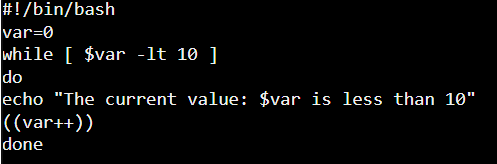 #!/bin/bash
var=0
while [ $var -lt 10 ]
do
echo "The current value: $var is less than 10"
((var++))
done